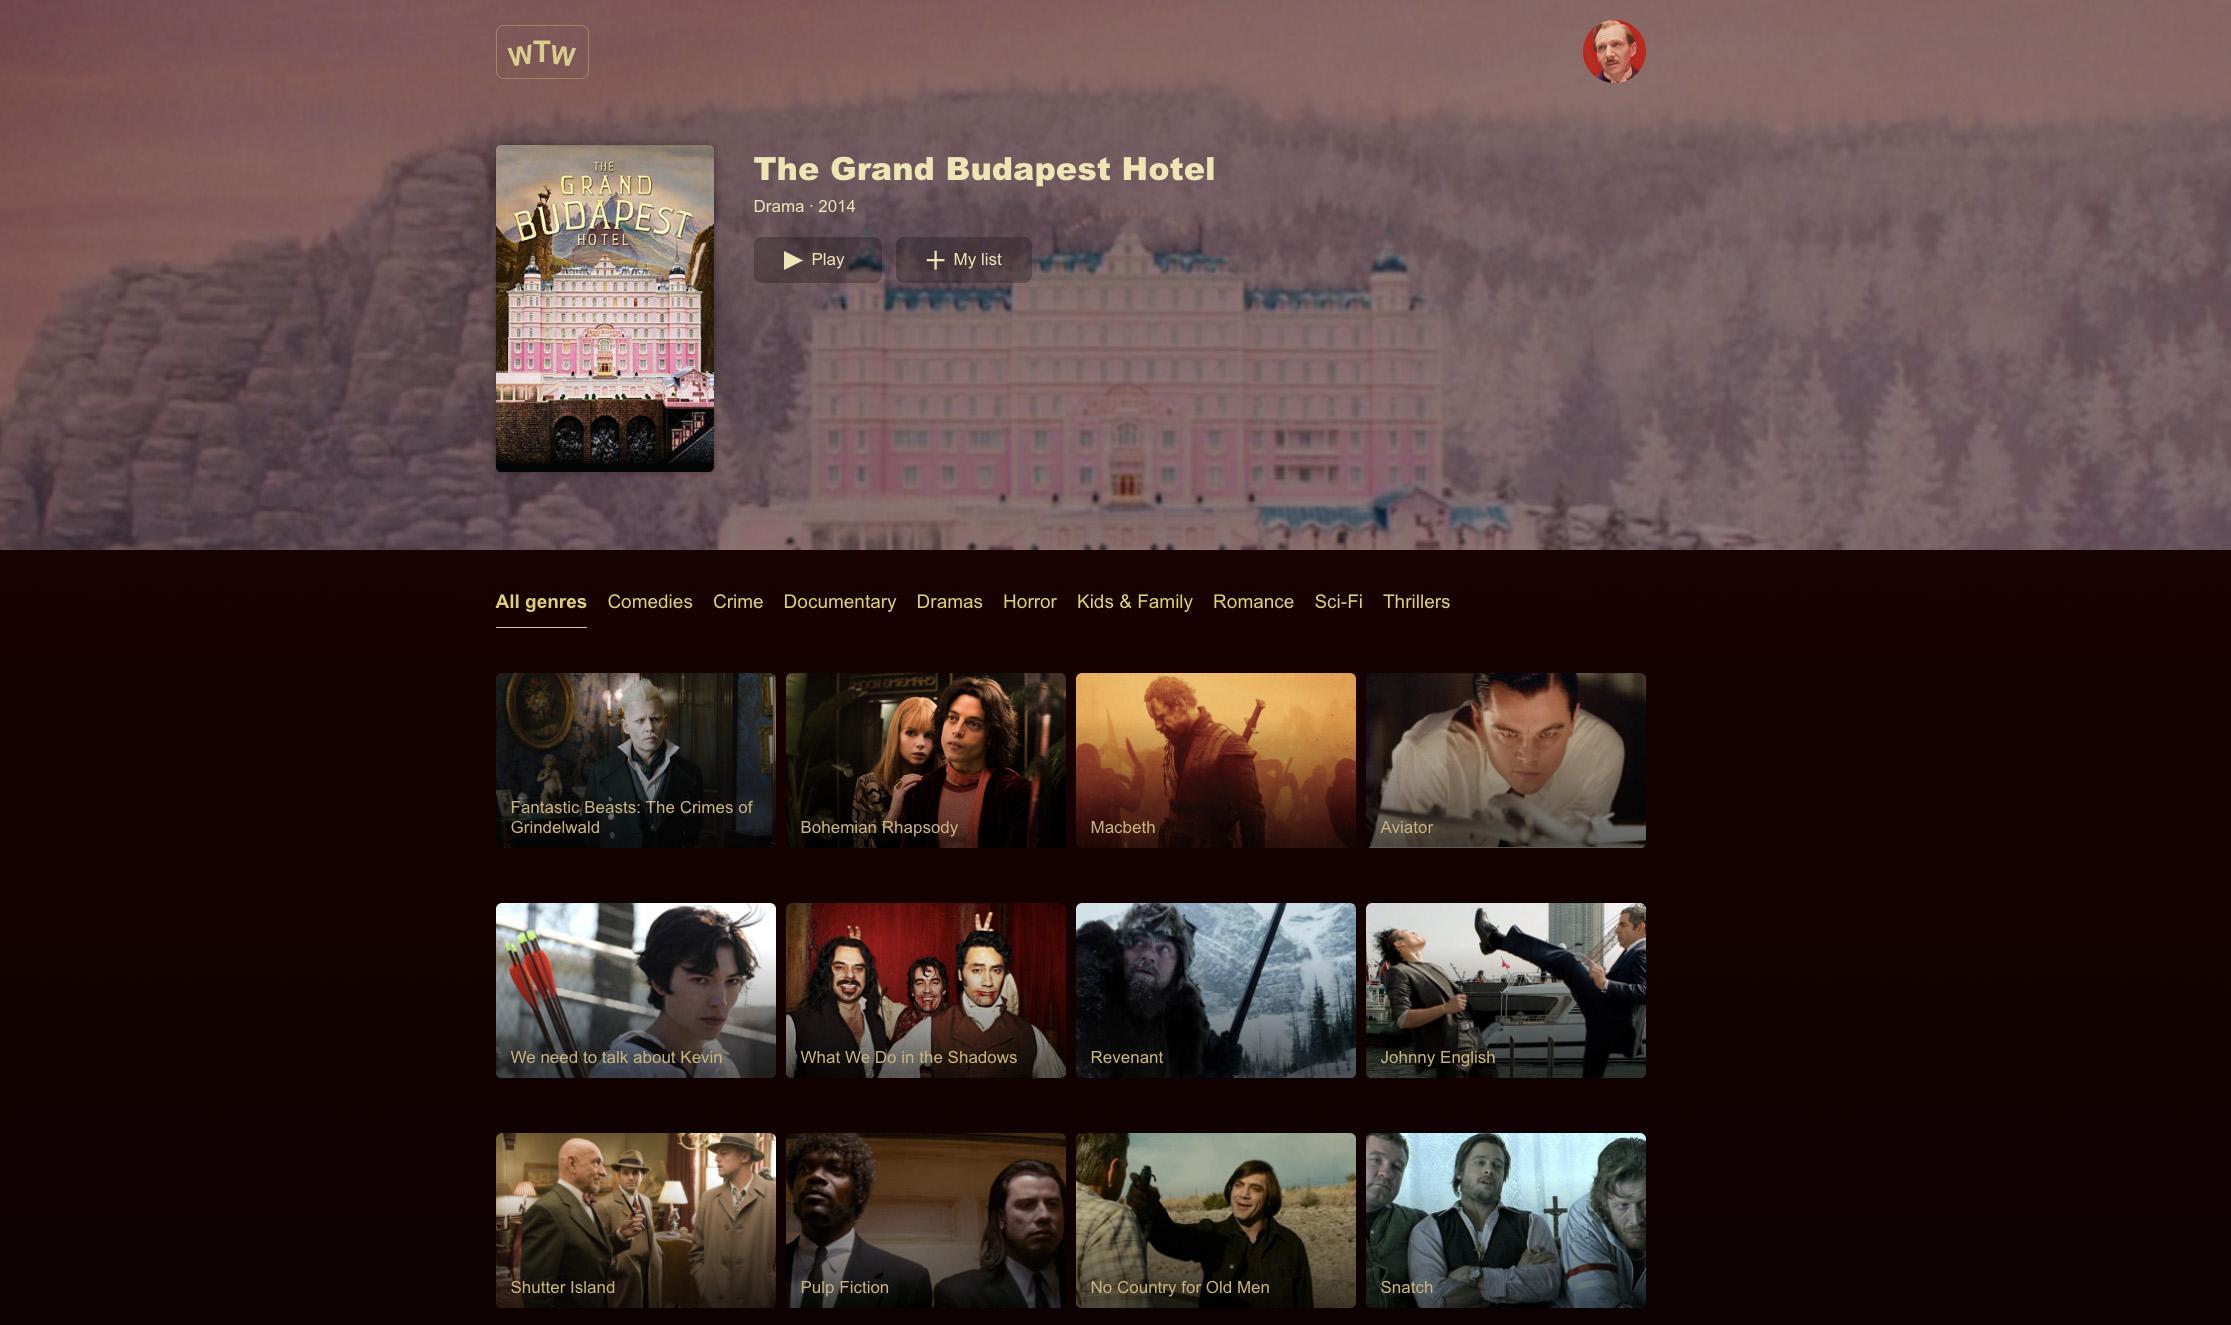 WTW
THE
GRAND
BUDAPEST
HOTEL
The Grand Budapest Hotel
Drama · 2014
Play
My list
All genres Comedies Crime Documentary Dramas Horror Kids & Family Romance Sci-Fi Thrillers
Fantastic Beasts: The Crimes of
Grindelwald
Bohemian Rhapsody
Macbeth
Aviator
We need to talk about Kevin
What We Do in the Shadows
Revenant
Johnny English
Shutter Island
Pulp Fiction
No Country for Old Men
Snatch